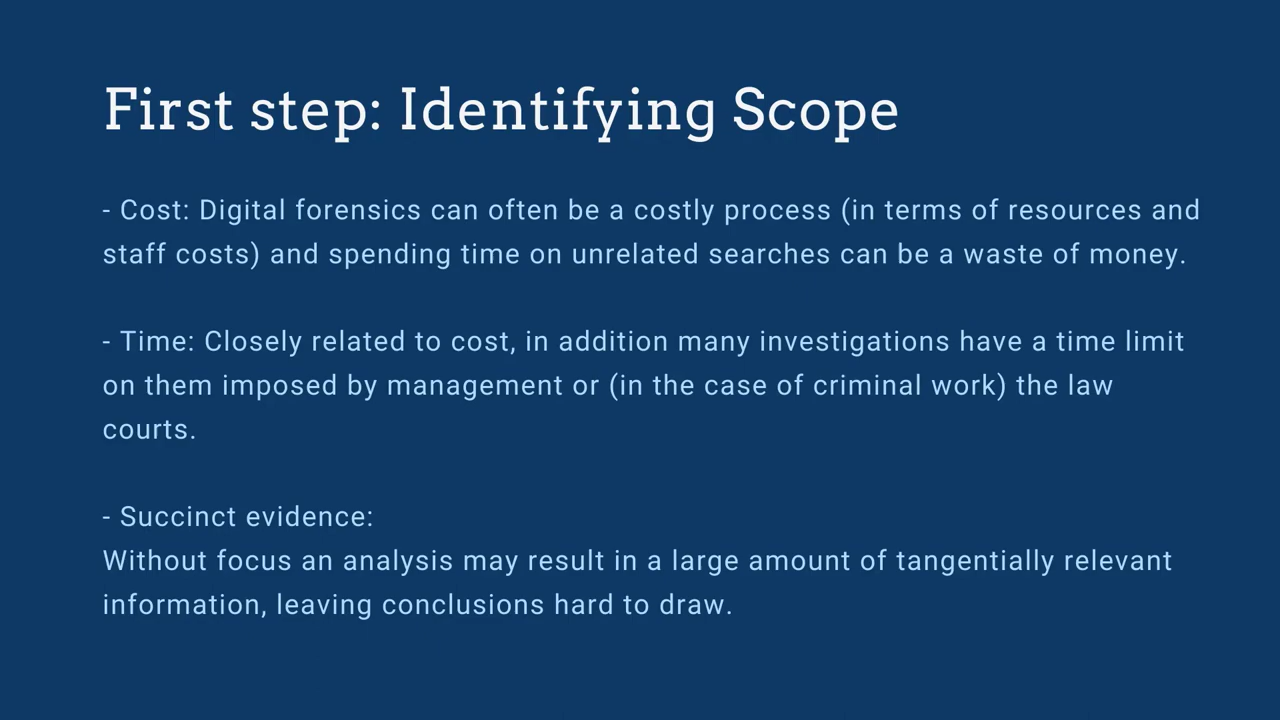 First step: Identifying Scope
- Cost: Digital forensics can often be a costly process (in terms of resources and
staff costs) and spending time on unrelated searches can be a waste of money.
- Time: Closely related to cost, in addition many investigations have a time limit
on them imposed by management or (in the case of criminal work) the law
courts.
- Succinct evidence:
Without focus an analysis may result in a large amount of tangentially relevant
information, leaving conclusions hard to draw.